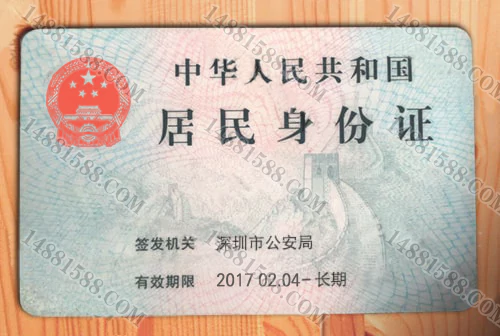 中华人民共和国
居民身份证
签发机关 深圳市公安局
有效期限 2017.02.04-长期
14881588.COM